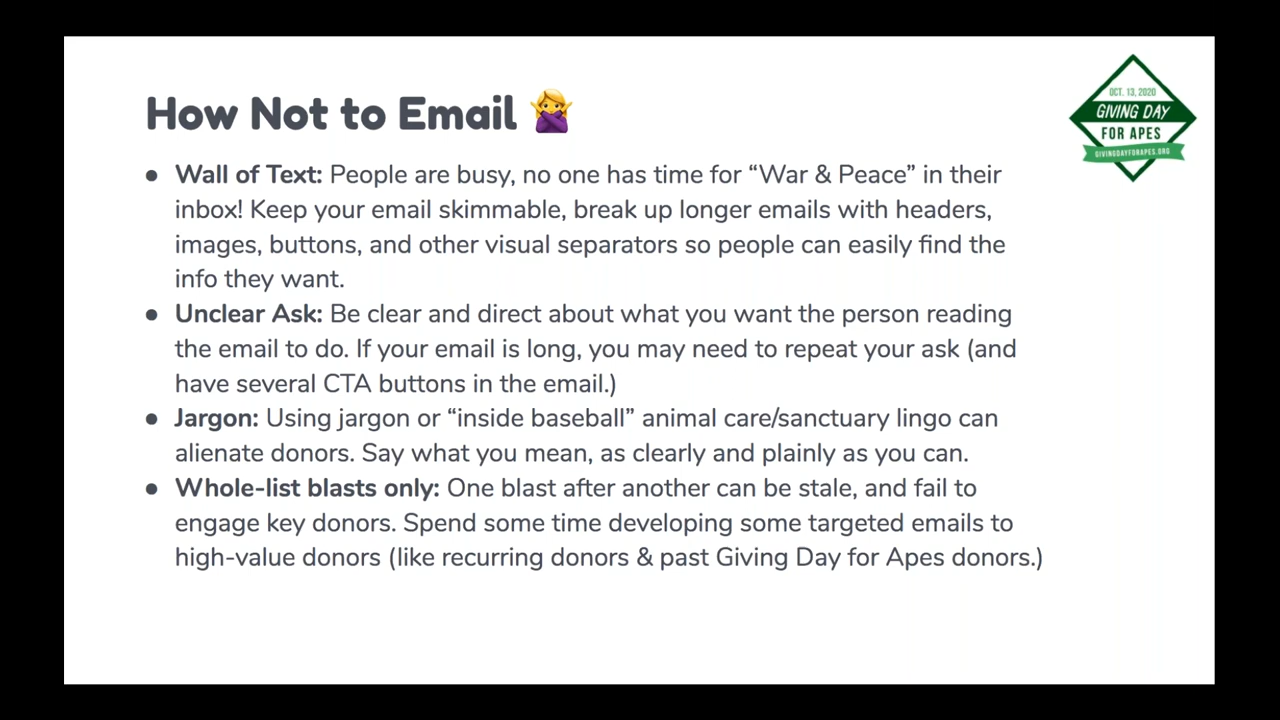 How Not to Email 🙅
OCT. 13, 2020
GIVING DAY
FOR APES
GIVINGDAYFORAPES.ORG
● Wall of Text: People are busy, no one has time for “War & Peace” in their
inbox! Keep your email skimmable, break up longer emails with headers,
images, buttons, and other visual separators so people can easily find the
info they want.
● Unclear Ask: Be clear and direct about what you want the person reading
the email to do. If your email is long, you may need to repeat your ask (and
have several CTA buttons in the email.)
● Jargon: Using jargon or “inside baseball” animal care/sanctuary lingo can
alienate donors. Say what you mean, as clearly and plainly as you can.
● Whole-list blasts only: One blast after another can be stale, and fail to
engage key donors. Spend some time developing some targeted emails to
high-value donors (like recurring donors & past Giving Day for Apes donors.)